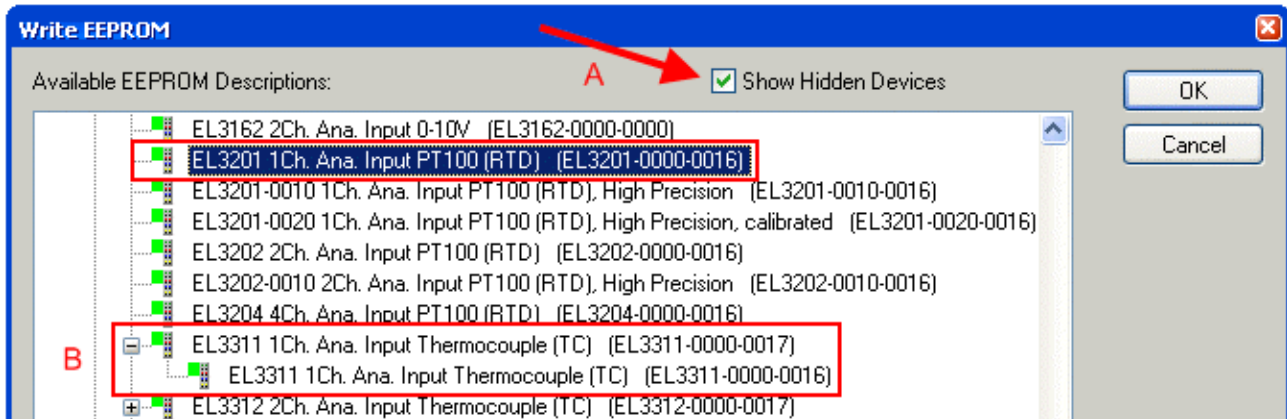 Write EEPROM
Available EEPROM Descriptions:
A
Show Hidden Devices
OK
Cancel
EL3162 2Ch. Ana. Input 0-10V (EL3162-0000-0000)
EL3201 1Ch. Ana. Input PT100 (RTD) (EL3201-0000-0016)
EL3201-0010 1Ch. Ana. Input PT100 (RTD), High Precision (EL3201-0010-0016)
EL3201-0020 1Ch. Ana. Input PT100 (RTD), High Precision, calibrated (EL3201-0020-0016)
EL3202 2Ch. Ana. Input PT100 (RTD) (EL3202-0000-0016)
EL3202-0010 2Ch. Ana. Input PT100 (RTD), High Precision (EL3202-0010-0016)
EL3204 4Ch. Ana. Input PT100 (RTD) (EL3204-0000-0016)
B
EL3311 1Ch. Ana. Input Thermocouple (TC) (EL3311-0000-0017)
EL3311 1Ch. Ana. Input Thermocouple (TC) (EL3311-0000-0016)
EL3312 2Ch. Ana. Input Thermocouple (TC) (EL3312-0000-0017)